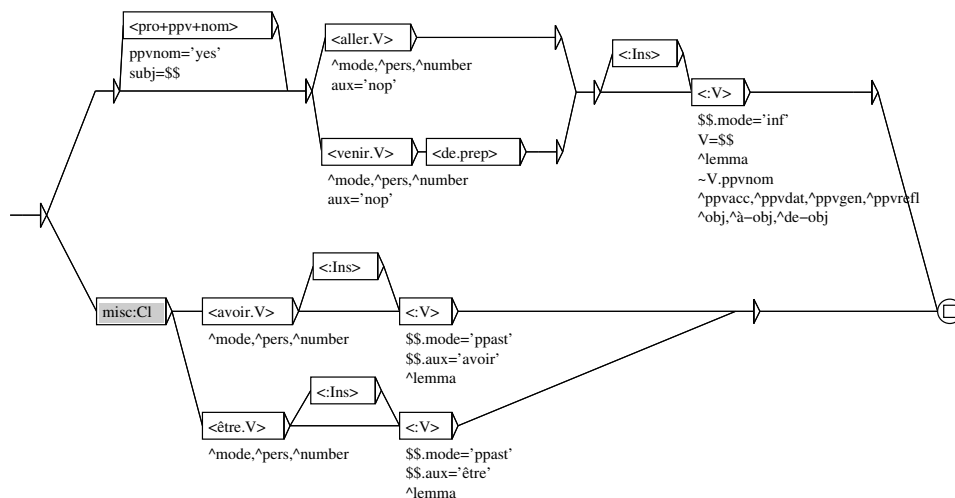 <pro+ppv+nom>
ppvnom='yes'
subj=$$
<aller.V>
^mode,^pers,^number
aux='nop'
<venir.V>
<de.prep>
^mode,^pers,^number
aux='nop'
<:Ins>
<:V>
$$.mode='inf'
V=$$
^lemma
~V.ppvnom
^ppvacc,^ppvdat,^ppvgen,^ppvrefl
^obj,^à−obj,^de−obj
misc:Cl
<avoir.V>
^mode,^pers,^number
<:Ins>
<:V>
$$.mode='ppast'
$$.aux='avoir'
^lemma
<être.V>
^mode,^pers,^number
<:Ins>
<:V>
$$.mode='ppast'
$$.aux='être'
^lemma